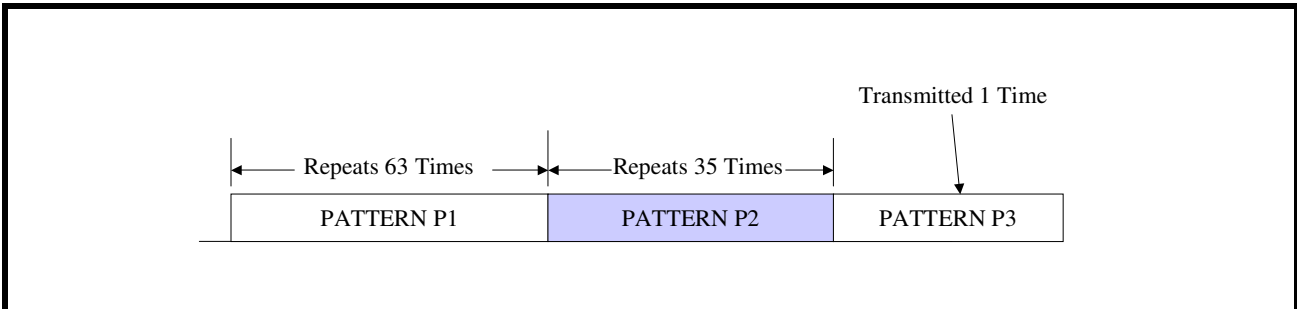 Transmitted 1 Time
Repeats 63 Times
Repeats 35 Times
PATTERN P1
PATTERN P2
PATTERN P3